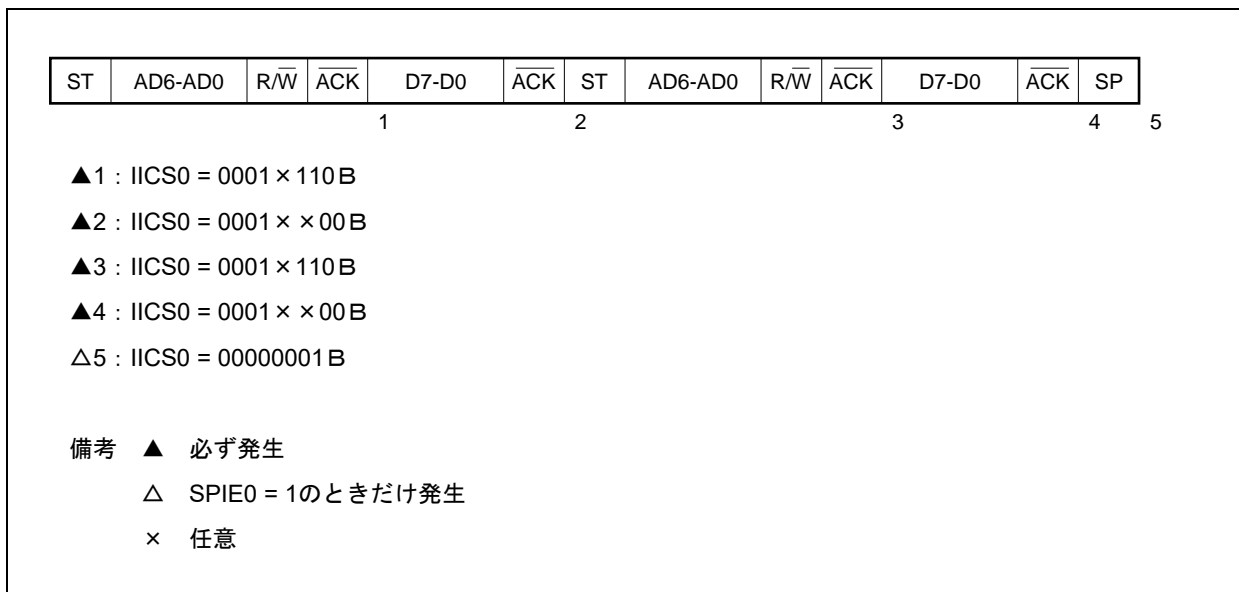 ST AD6-AD0 R/W ACK D7-D0 ACK ST AD6-AD0 R/W ACK D7-D0 ACK SP
1 2 3 4 5
▲1：IICS0 = 0001×110B
▲2：IICS0 = 0001××00B
▲3：IICS0 = 0001×110B
▲4：IICS0 = 0001××00B
△5：IICS0 = 00000001B
備考 ▲ 必ず発生
△ SPIE0 = 1のときだけ発生
× 任意